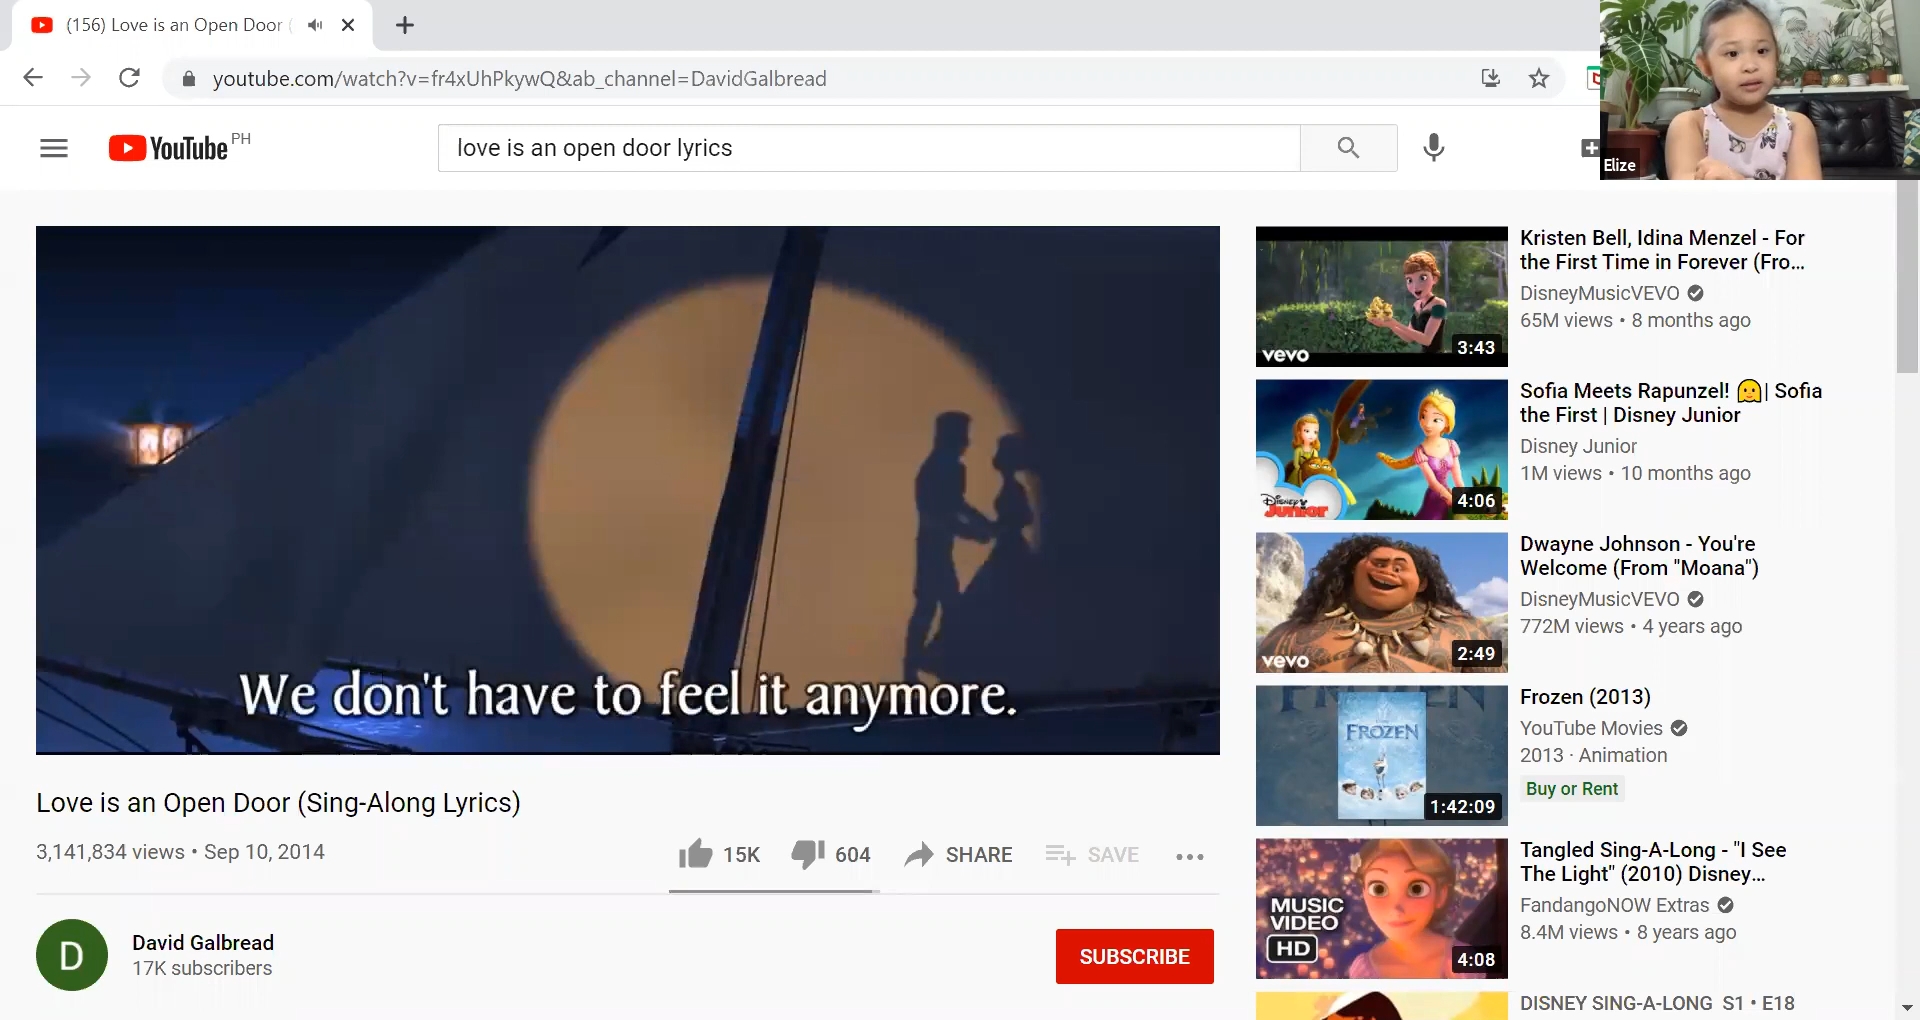 (156) Love is an Open Door
youtube.com/watch?v=fr4xUhPkywQ&ab_channel=DavidGalbread
YouTube PH
love is an open door lyrics
Elize
We don't have to feel it anymore.
Love is an Open Door (Sing-Along Lyrics)
3,141,834 views • Sep 10, 2014
15K
604
SHARE
SAVE
D
David Galbread
17K subscribers
SUBSCRIBE
vevo
3:43
Kristen Bell, Idina Menzel - For
the First Time in Forever (Fro...
DisneyMusicVEVO
65M views • 8 months ago
Disney
Junior
4:06
Sofia Meets Rapunzel! | Sofia
the First | Disney Junior
Disney Junior
1M views • 10 months ago
vevo
2:49
Dwayne Johnson - You're
Welcome (From "Moana")
DisneyMusicVEVO
772M views • 4 years ago
FROZEN
1:42:09
Frozen (2013)
YouTube Movies
2013 · Animation
Buy or Rent
MUSIC
VIDEO
HD
4:08
Tangled Sing-A-Long - "I See
The Light" (2010) Disney...
FandangoNOW Extras
8.4M views • 8 years ago
DISNEY SING-A-LONG S1 • E18